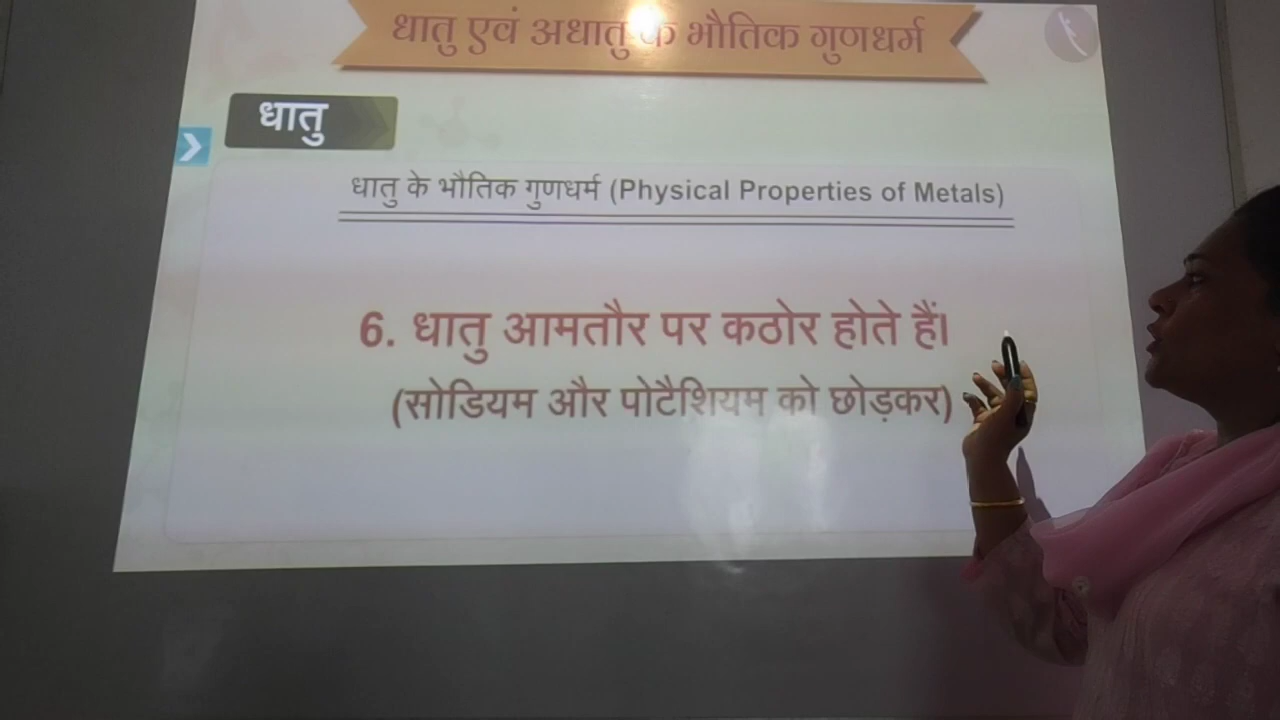 धातु एवं अधातु के भौतिक गुणधर्म
धातु
धातु के भौतिक गुणधर्म (Physical Properties of Metals)
6. धातु आमतौर पर कठोर होते हैं।
(सोडियम और पोटैशियम को छोड़कर)